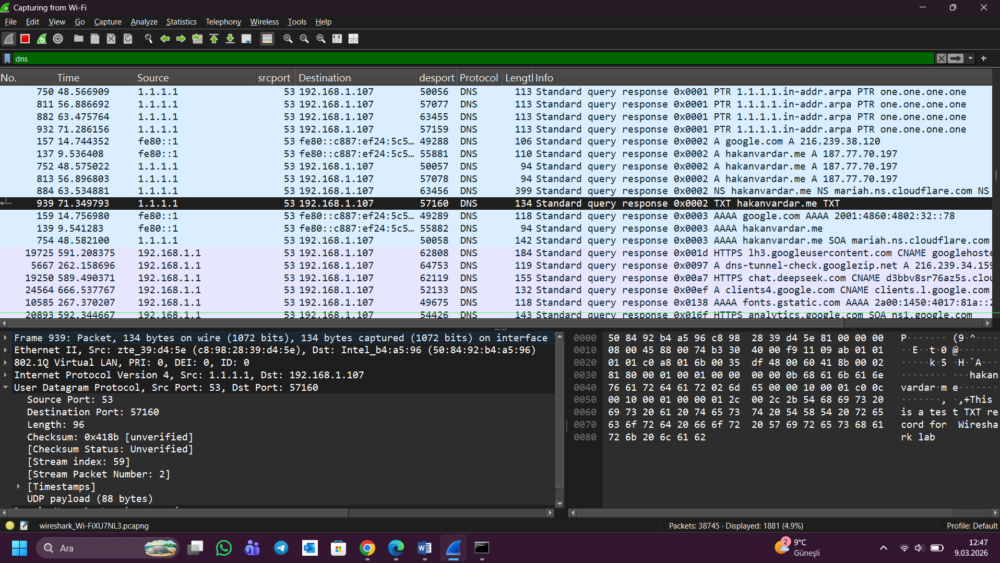 Capturing from Wi-Fi
File Edit View Go Capture Analyze Statistics Telephony Wireless Tools Help
dns
No. Time Source srcport Destination desport Protocol Lengtl Info
750 48.566909 1.1.1.1 53 192.168.1.107 50056 DNS 113 Standard query response 0x0001 PTR 1.1.1.1.in-addr.arpa PTR one.one.one.one
811 56.886692 1.1.1.1 53 192.168.1.107 57077 DNS 113 Standard query response 0x0001 PTR 1.1.1.1.in-addr.arpa PTR one.one.one.one
882 63.475764 1.1.1.1 53 192.168.1.107 63455 DNS 113 Standard query response 0x0001 PTR 1.1.1.1.in-addr.arpa PTR one.one.one.one
932 71.286156 1.1.1.1 53 192.168.1.107 57159 DNS 113 Standard query response 0x0001 PTR 1.1.1.1.in-addr.arpa PTR one.one.one.one
157 14.744352 fe80::1 53 fe80::c887:ef24:5c5… 49288 DNS 106 Standard query response 0x0002 A google.com A 216.239.38.120
137 9.536408 fe80::1 53 fe80::c887:ef24:5c5… 55881 DNS 110 Standard query response 0x0002 A hakanvardar.me A 187.77.70.197
752 48.575022 1.1.1.1 53 192.168.1.107 50057 DNS 94 Standard query response 0x0002 A hakanvardar.me A 187.77.70.197
813 56.896803 1.1.1.1 53 192.168.1.107 57078 DNS 94 Standard query response 0x0002 A hakanvardar.me A 187.77.70.197
884 63.534881 1.1.1.1 53 192.168.1.107 63456 DNS 399 Standard query response 0x0002 NS hakanvardar.me NS mariah.ns.cloudflare.com NS
939 71.349793 1.1.1.1 53 192.168.1.107 57160 DNS 134 Standard query response 0x0002 TXT hakanvardar.me TXT
159 14.756980 fe80::1 53 fe80::c887:ef24:5c5… 49289 DNS 118 Standard query response 0x0003 AAAA google.com AAAA 2001:4860:4802:32::78
139 9.541283 fe80::1 53 fe80::c887:ef24:5c5… 55882 DNS 94 Standard query response 0x0003 AAAA hakanvardar.me
754 48.582100 1.1.1.1 53 192.168.1.107 50058 DNS 142 Standard query response 0x0003 AAAA hakanvardar.me SOA mariah.ns.cloudflare.com
19725 591.208375 192.168.1.1 53 192.168.1.107 62808 DNS 184 Standard query response 0x001d HTTPS lh3.googleusercontent.com CNAME googlehoste
5667 262.158696 192.168.1.1 53 192.168.1.107 64753 DNS 119 Standard query response 0x0097 A dns-tunnel-check.googlezip.net A 216.239.34.159
19250 589.490371 192.168.1.1 53 192.168.1.107 62119 DNS 155 Standard query response 0x00a7 HTTPS chat.deepseek.com CNAME d3bbv8sr76az5s.clou
24564 666.537767 192.168.1.1 53 192.168.1.107 52133 DNS 132 Standard query response 0x00ef A clients4.google.com CNAME clients.l.google.com
10585 267.370207 192.168.1.1 53 192.168.1.107 49675 DNS 118 Standard query response 0x0138 AAAA fonts.gstatic.com AAAA 2a00:1450:4017:81a::2
20893 592.344667 192.168.1.1 53 192.168.1.107 54426 DNS 143 Standard query response 0x016f HTTPS analytics.google.com SOA ns1.google.com
Frame 939: Packet, 134 bytes on wire (1072 bits), 134 bytes captured (1072 bits) on interface
Ethernet II, Src: zte_39:d4:5e (c8:98:28:39:d4:5e), Dst: Intel_b4:a5:96 (50:84:92:b4:a5:96)
802.1Q Virtual LAN, PRI: 0, DEI: 0, ID: 0
Internet Protocol Version 4, Src: 1.1.1.1, Dst: 192.168.1.107
User Datagram Protocol, Src Port: 53, Dst Port: 57160
Source Port: 53
Destination Port: 57160
Length: 96
Checksum: 0x418b [unverified]
[Checksum Status: Unverified]
[Stream index: 59]
[Stream Packet Number: 2]
[Timestamps]
UDP payload (88 bytes)
0000 50 84 92 b4 a5 96 c8 98 28 39 d4 5e 81 00 00 00 P······· (9·^····
0010 08 00 45 88 00 74 b3 30 40 00 f9 11 09 ab 01 01 ··E··t·0 @·······
0020 01 01 c0 a8 01 6b 00 35 df 48 00 60 41 8b 00 02 ·····k·5 ·H·`A···
0030 81 80 00 01 00 01 00 00 00 00 0b 68 61 6b 61 6e ········ ···hakan
0040 76 61 72 64 61 72 02 6d 65 00 00 10 00 01 c0 0c vardar·m e·······
0050 00 10 00 01 00 00 01 2c 00 2c 2b 54 68 69 73 20 ·······, ·,+This
0060 69 73 20 61 20 74 65 73 74 20 54 58 54 20 72 65 is a tes t TXT re
0070 63 6f 72 64 20 66 6f 72 20 57 69 72 65 73 68 61 cord for Wiresha
0080 72 6b 20 6c 61 62 rk lab
wireshark_Wi-FiXU7NL3.pcapng Packets: 38745 · Displayed: 1881 (4.9%) Profile: Default
Ara
2
9°C
Güneşli
12:47
9.03.2026